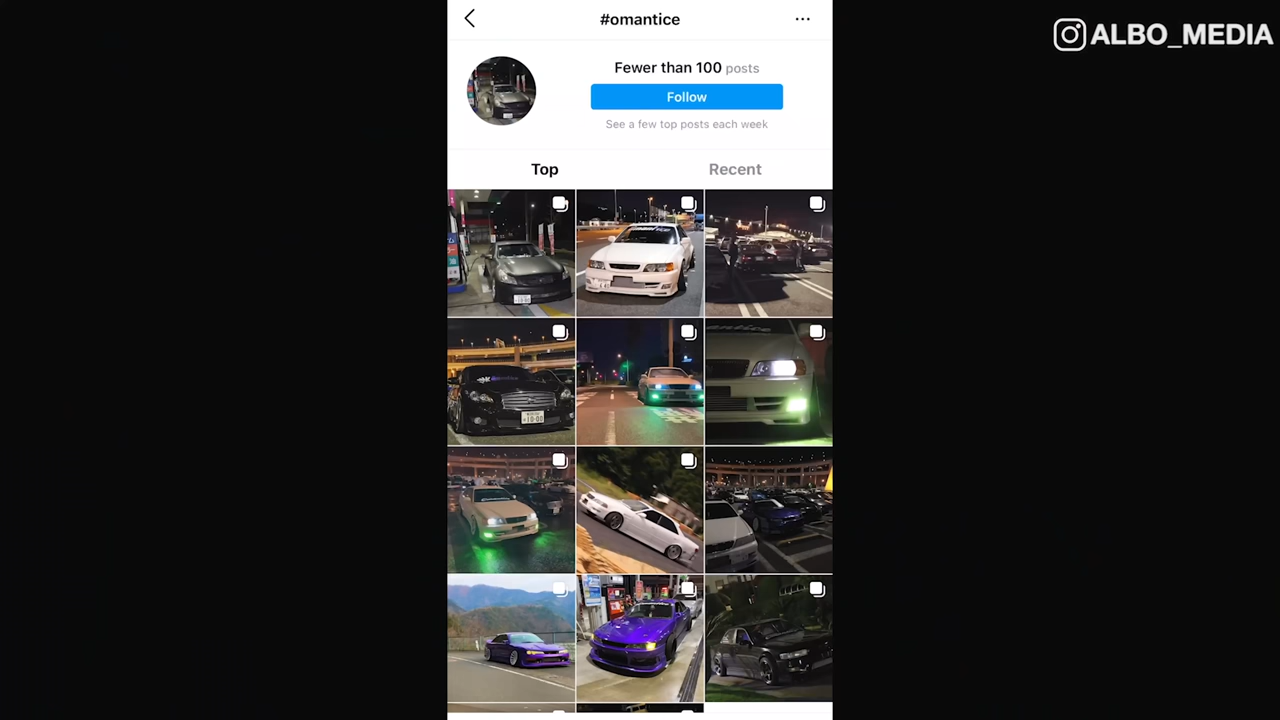 #omantice
ALBO_MEDIA
Fewer than 100 posts
Follow
See a few top posts each week
Top
Recent